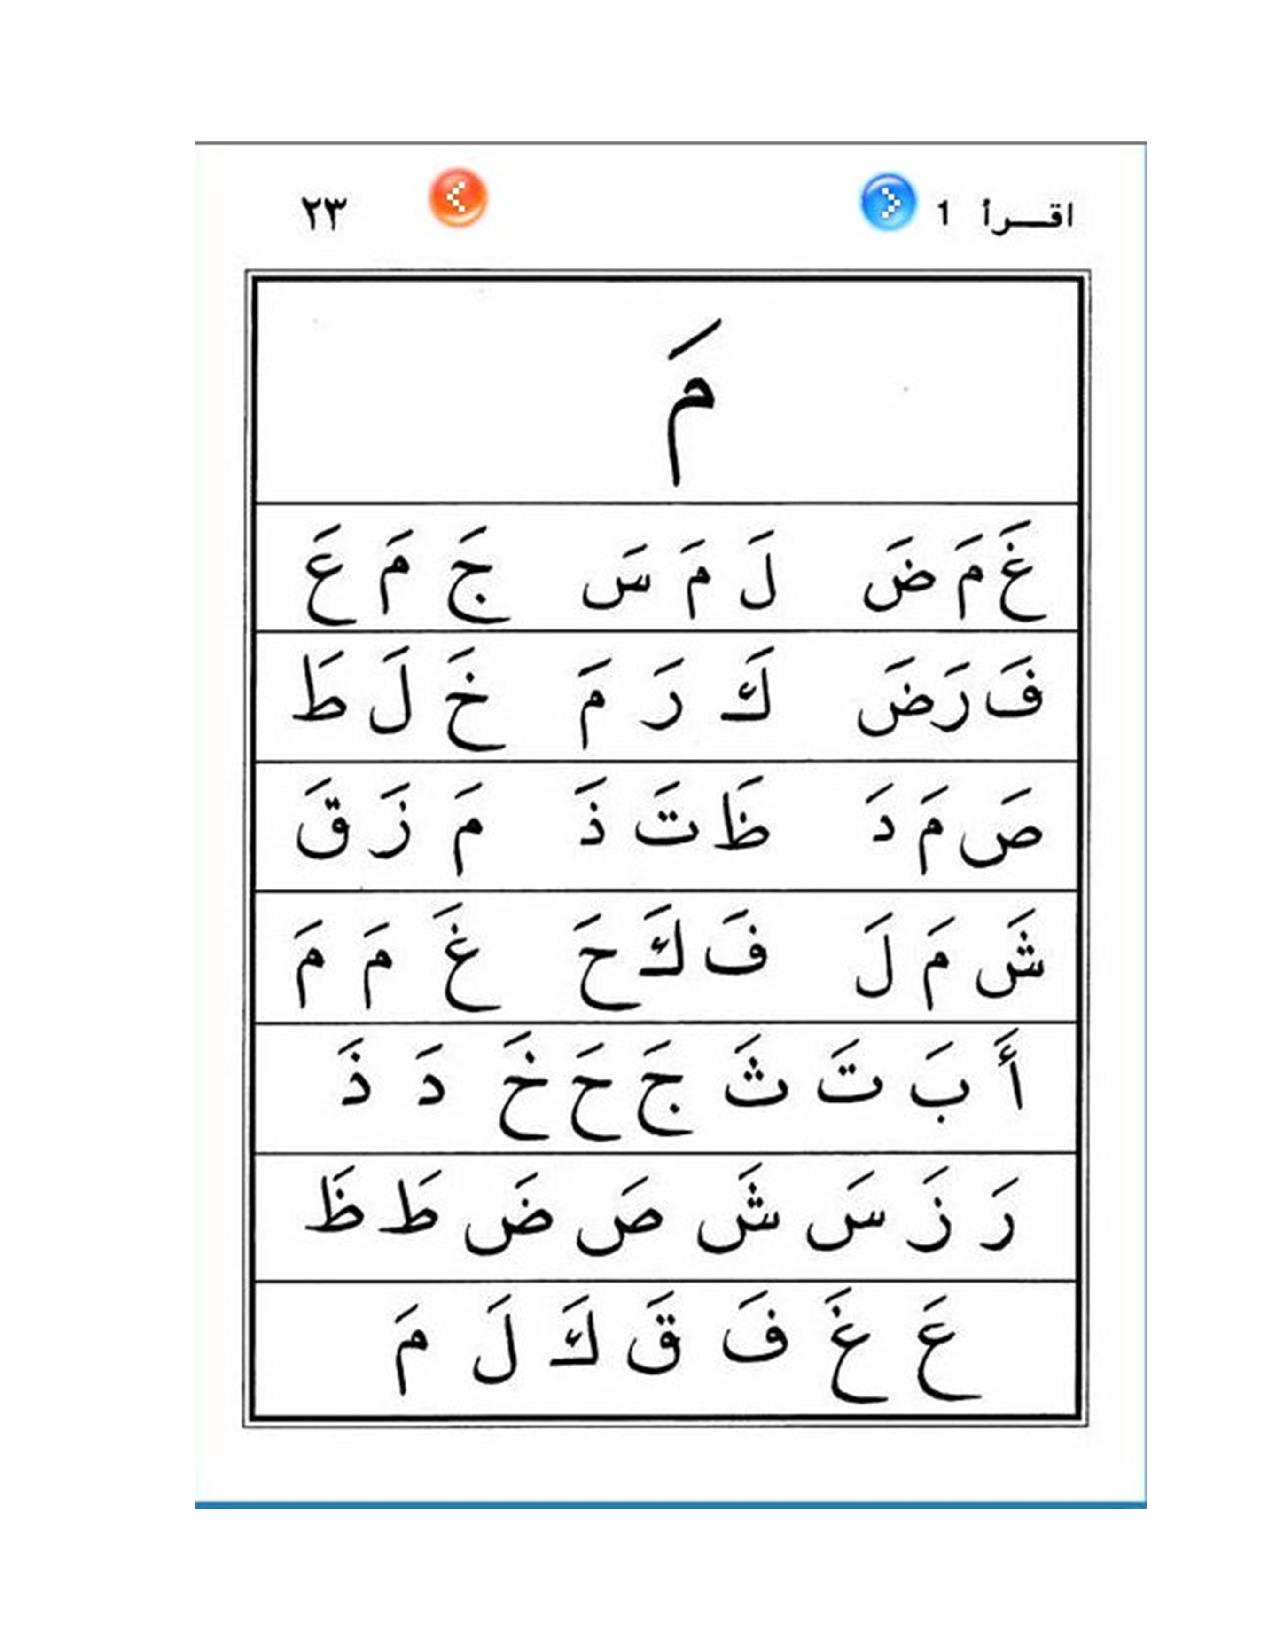 اقــرأ 1 ٢٣
مَ
غَ مَ ضَ لَ مَ سَ جَ مَ عَ
فَ رَ ضَ كَ رَ مَ خَ لَ طَ
صَ مَ دَ ظَ تَ ذَ مَ زَ قَ
شَ مَ لَ فَ كَ حَ غَ مَ مَ
أَ بَ تَ ثَ جَ حَ خَ دَ ذَ
رَ زَ سَ شَ صَ ضَ طَ ظَ
عَ غَ فَ قَ كَ لَ مَ